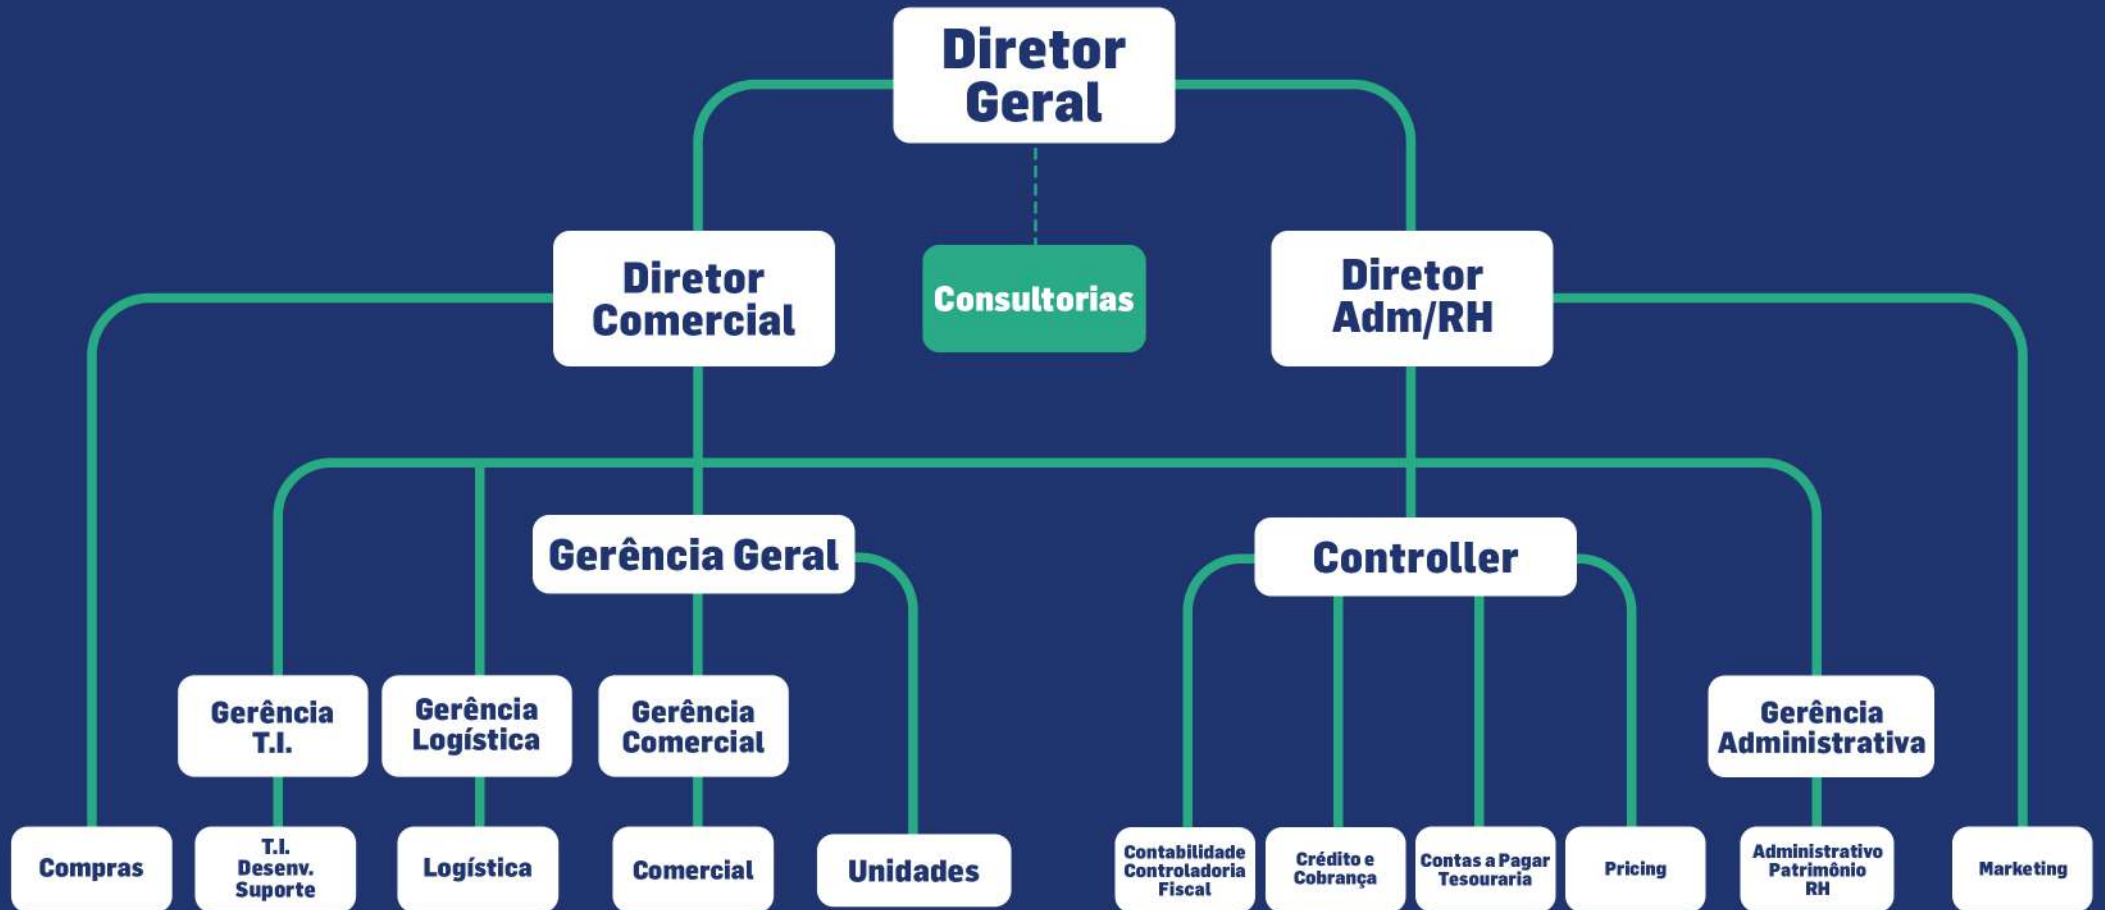 Diretor
Geral
Diretor
Comercial
Consultorias
Diretor
Adm/RH
Gerência Geral
Controller
Gerência
T.I.
Gerência
Logística
Gerência
Comercial
Gerência
Administrativa
Compras
T.I.
Desenv.
Suporte
Logística
Comercial
Unidades
Contabilidade
Controladoria
Fiscal
Crédito e
Cobrança
Contas a Pagar
Tesouraria
Pricing
Administrativo
Patrimônio
RH
Marketing